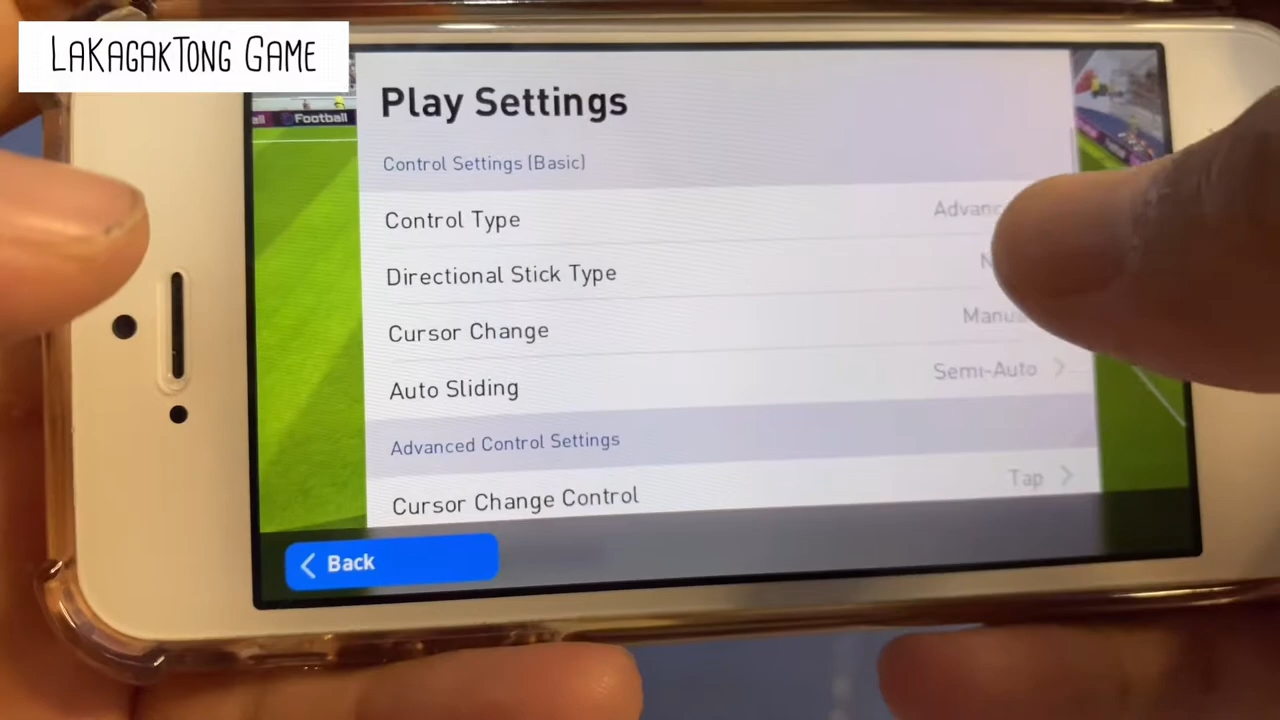 LAKAGAKTONG GAME
Play Settings
all Football
Control Settings (Basic)
Control Type
Directional Stick Type
Cursor Change
Auto Sliding Semi-Auto
Advanced Control Settings
Cursor Change Control Tap
Back